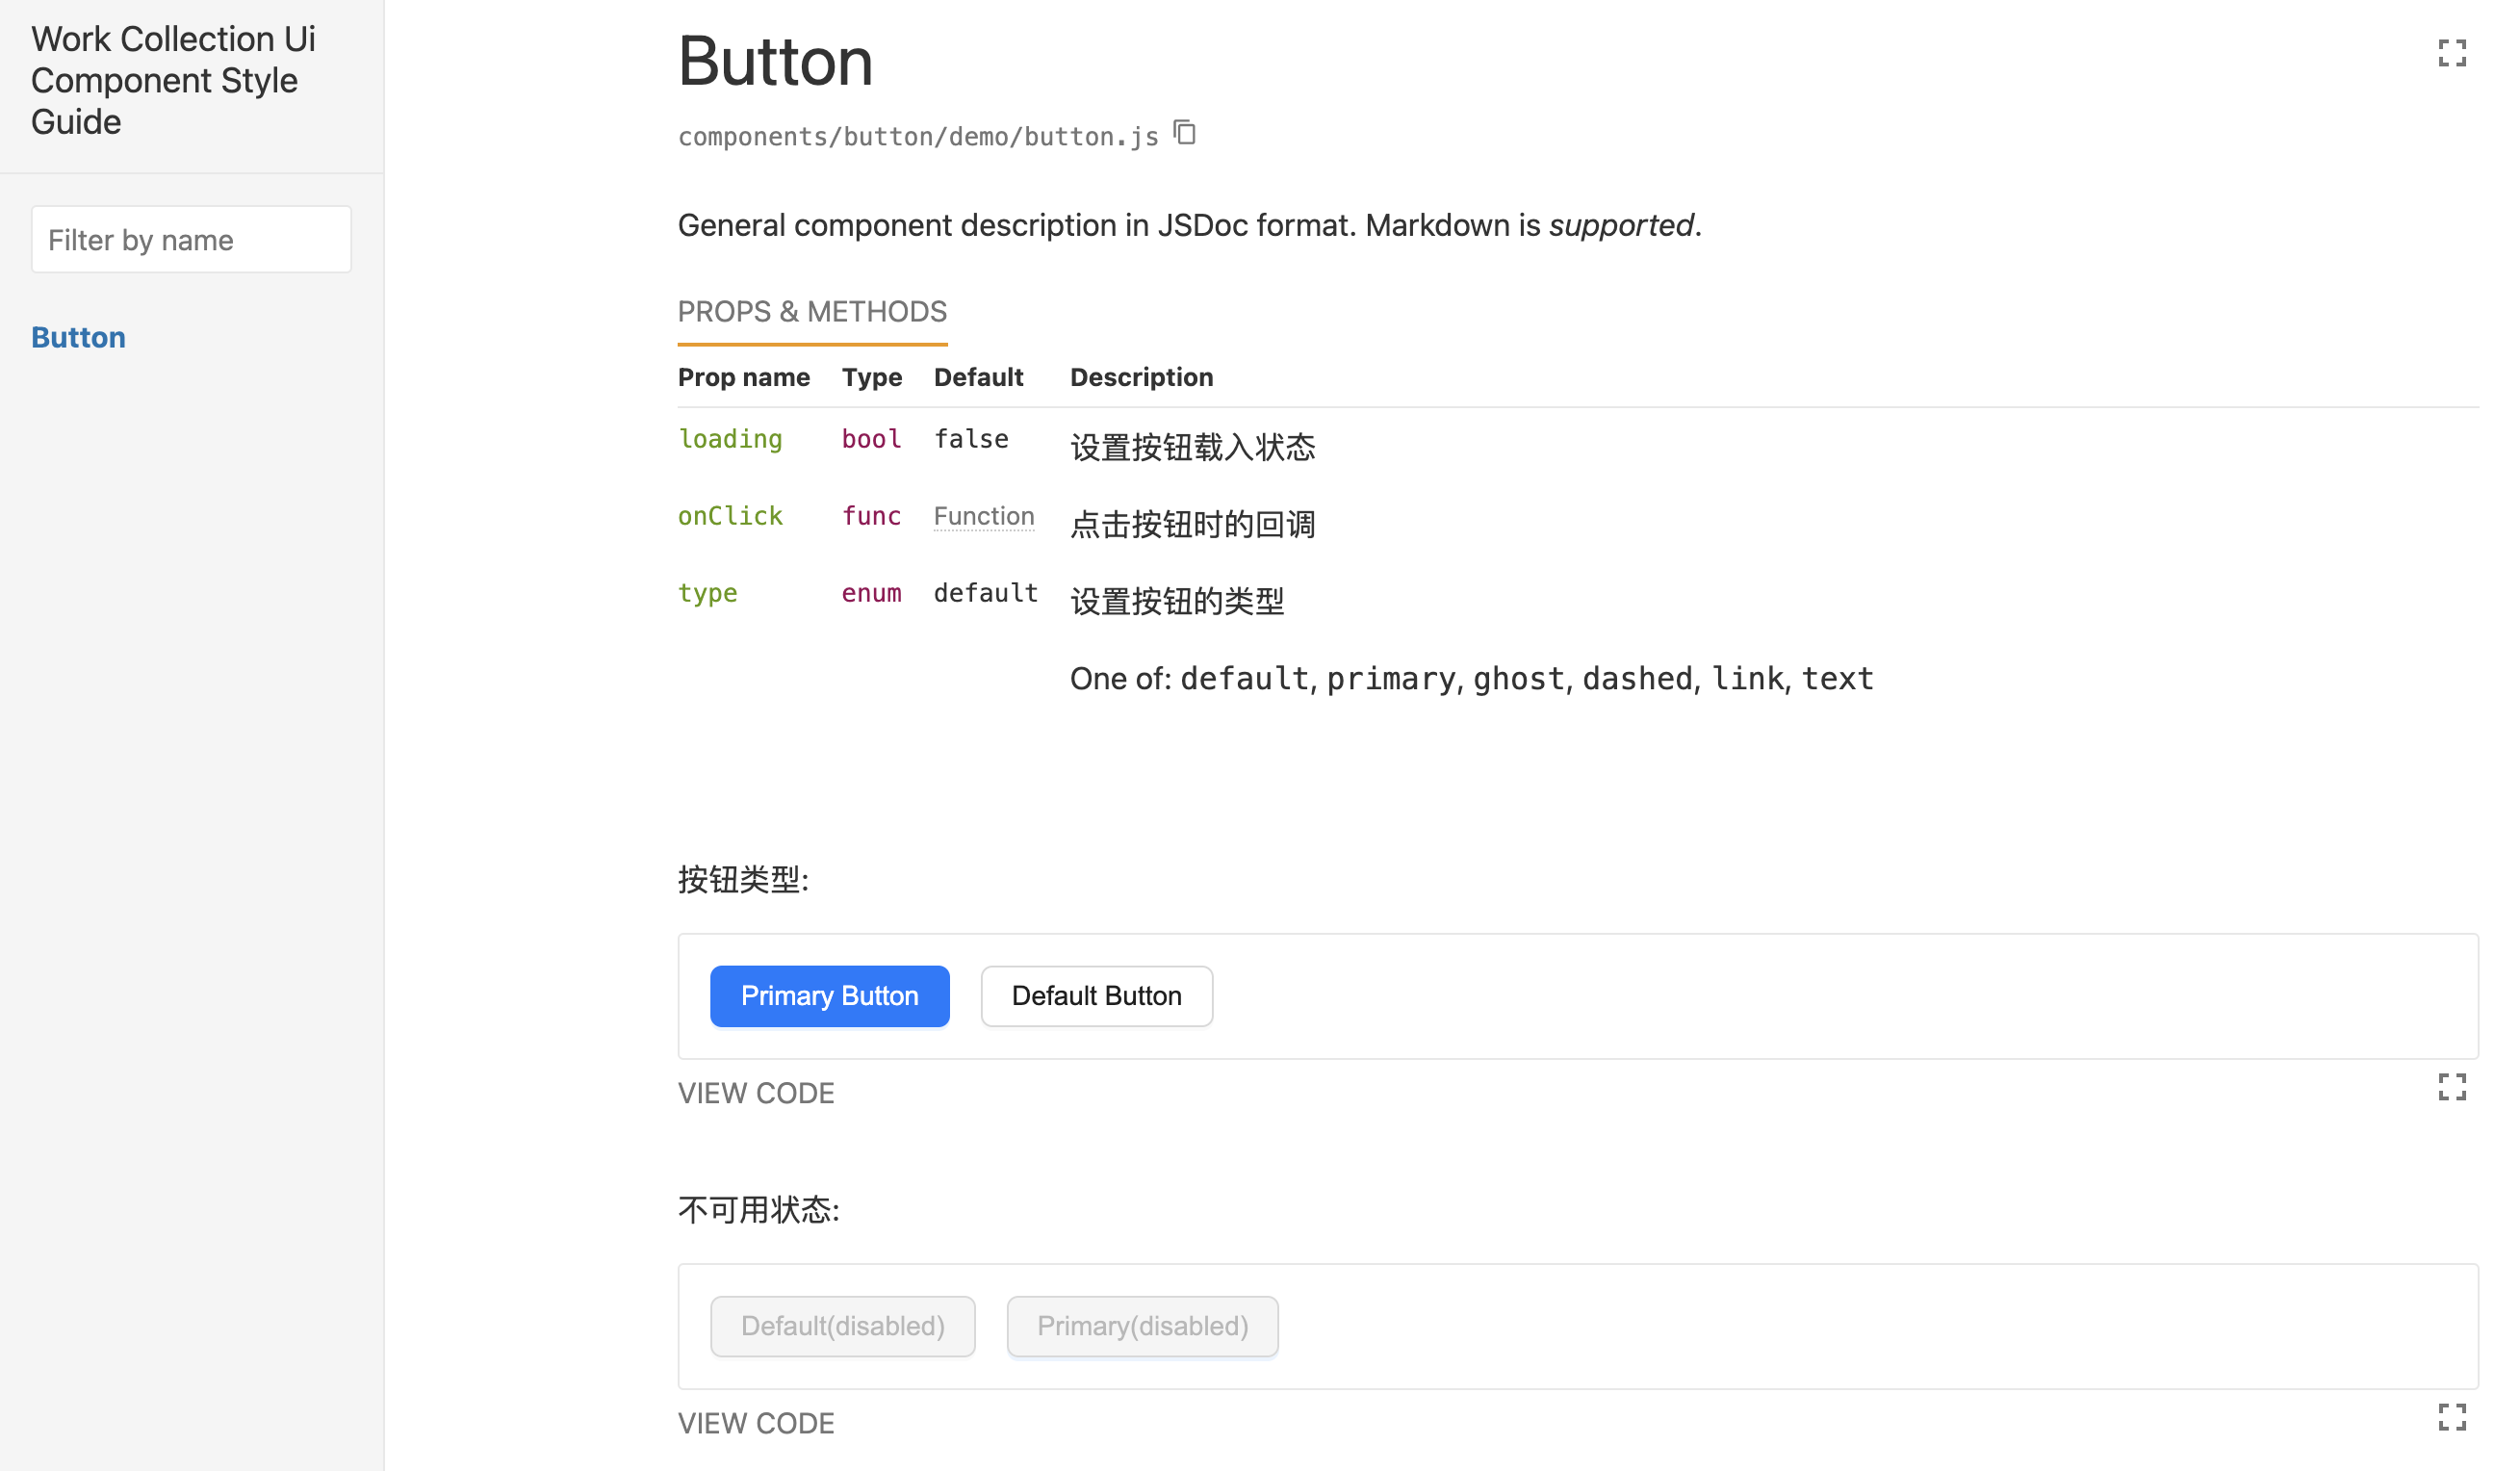 Work Collection Ui
Component Style
Guide
Filter by name
Button
Button
components/button/demo/button.js
General component description in JSDoc format. Markdown is supported.
PROPS & METHODS
Prop name Type Default Description
loading bool false 设置按钮载入状态
onClick func Function 点击按钮时的回调
type enum default 设置按钮的类型
One of: default, primary, ghost, dashed, link, text
按钮类型:
Primary Button Default Button
VIEW CODE
不可用状态:
Default(disabled) Primary(disabled)
VIEW CODE